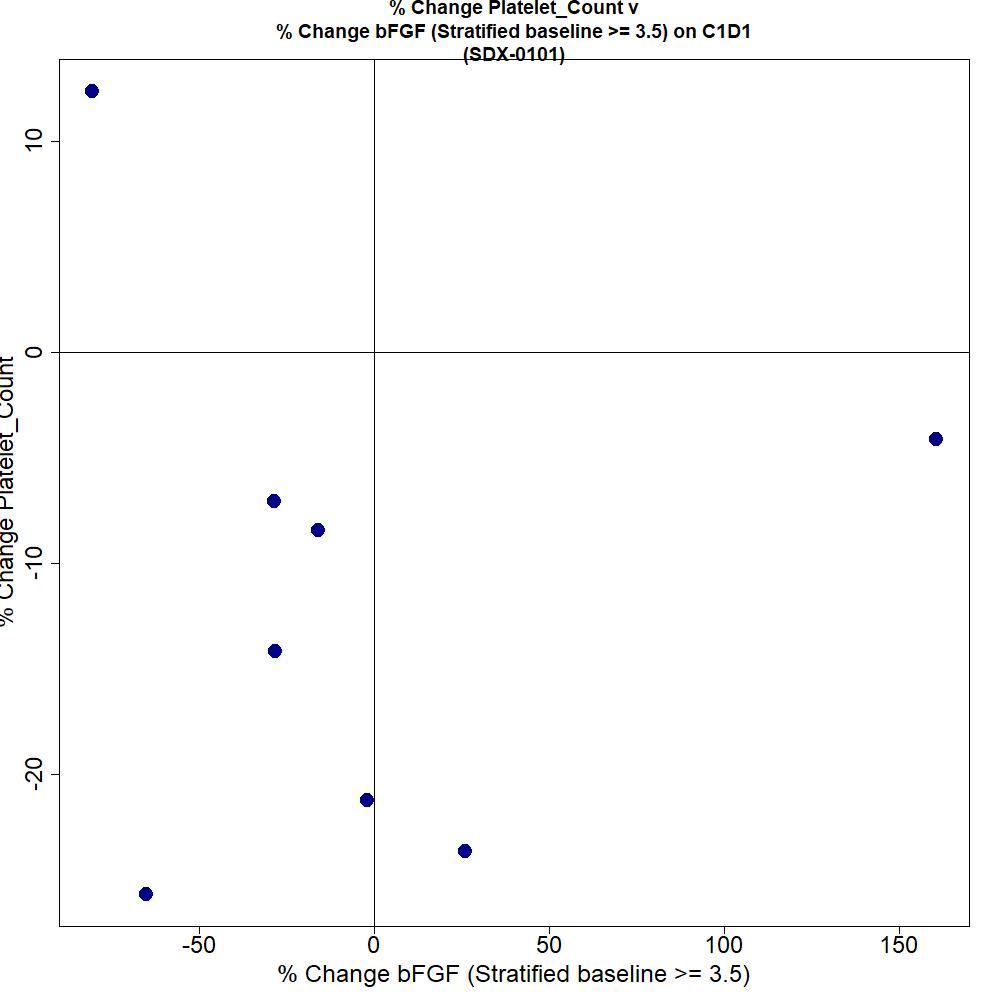 % Change Platelet_Count v
% Change bFGF (Stratified baseline >= 3.5) on C1D1
(SDX-0101)
% Change Platelet_Count
10
0
-10
-20
-50 0 50 100 150
% Change bFGF (Stratified baseline >= 3.5)